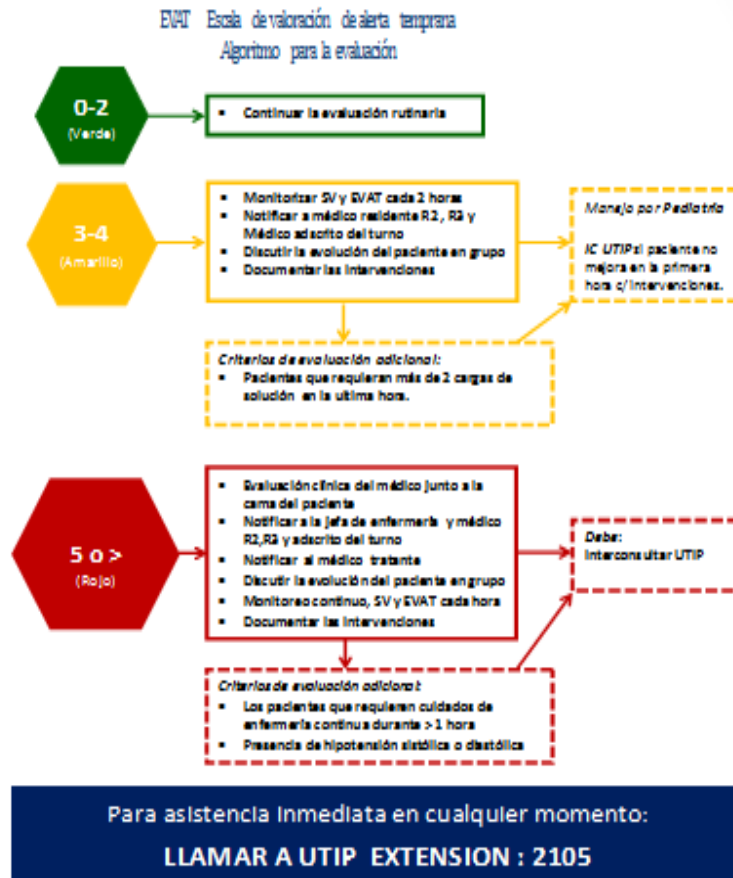 EVAT Escala de valoración de alerta temprana
Algoritmo para la evaluación
0-2
(Verde)
▪ Continuar la evaluación rutinaria
3-4
(Amarillo)
▪ Monitorizar SV y EVAT cada 2 horas
▪ Notificar a médico residente R2, R3 y
Médico adscrito del turno
▪ Discutir la evolución del paciente en grupo
▪ Documentar las intervenciones
Manejo por Pediatría
IC UTIP si paciente no
mejora en la primera
hora c/ intervenciones.
Criterios de evaluación adicional:
▪ Pacientes que requieran más de 2 cargas de
solución en la ultima hora.
5 o >
(Rojo)
▪ Evaluación clínica del médico junto a la
cama del paciente
▪ Notificar a la jefa de enfermería y médico
R2,R3 y adscrito del turno
▪ Notificar al médico tratante
▪ Discutir la evolución del paciente en grupo
▪ Monitoreo continuo, SV y EVAT cada hora
▪ Documentar las intervenciones
Debe:
Interconsultar UTIP
Criterios de evaluación adicional:
▪ Los pacientes que requieren cuidados de
enfermería continua durante > 1 hora
▪ Presencia de hipotensión sistólica o diastólica
Para asistencia inmediata en cualquier momento:
LLAMAR A UTIP EXTENSION : 2105